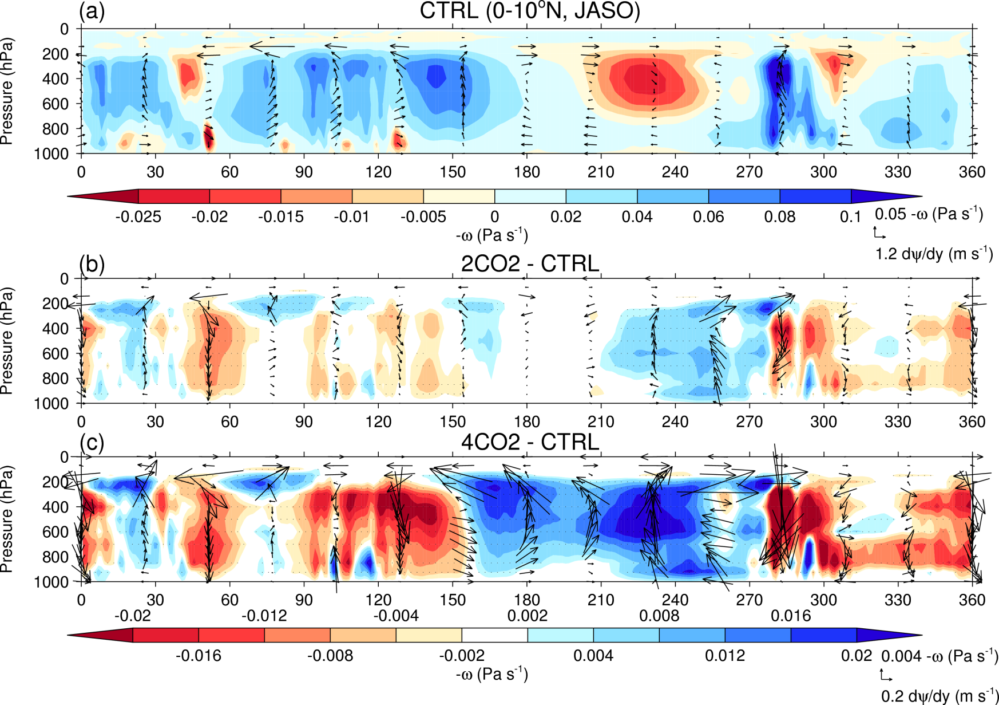 (a) CTRL (0-10°N, JASO)
Pressure (hPa)
0
200
400
600
800
1000
0 30 60 90 120 150 180 210 240 270 300 330 360
-0.025 -0.02 -0.015 -0.01 -0.005 0 0.02 0.04 0.06 0.08 0.1
-ω (Pa s⁻¹)
0.05 -ω (Pa s⁻¹)
1.2 dψ/dy (m s⁻¹)
(b) 2CO2 - CTRL
Pressure (hPa)
0
200
400
600
800
1000
0 30 60 90 120 150 180 210 240 270 300 330 360
(c) 4CO2 - CTRL
Pressure (hPa)
0
200
400
600
800
1000
0 30 60 90 120 150 180 210 240 270 300 330 360
-0.02 -0.012 -0.004 0.002 0.008 0.016
-0.016 -0.008 -0.002 0.004 0.012 0.02
-ω (Pa s⁻¹)
0.004 -ω (Pa s⁻¹)
0.2 dψ/dy (m s⁻¹)